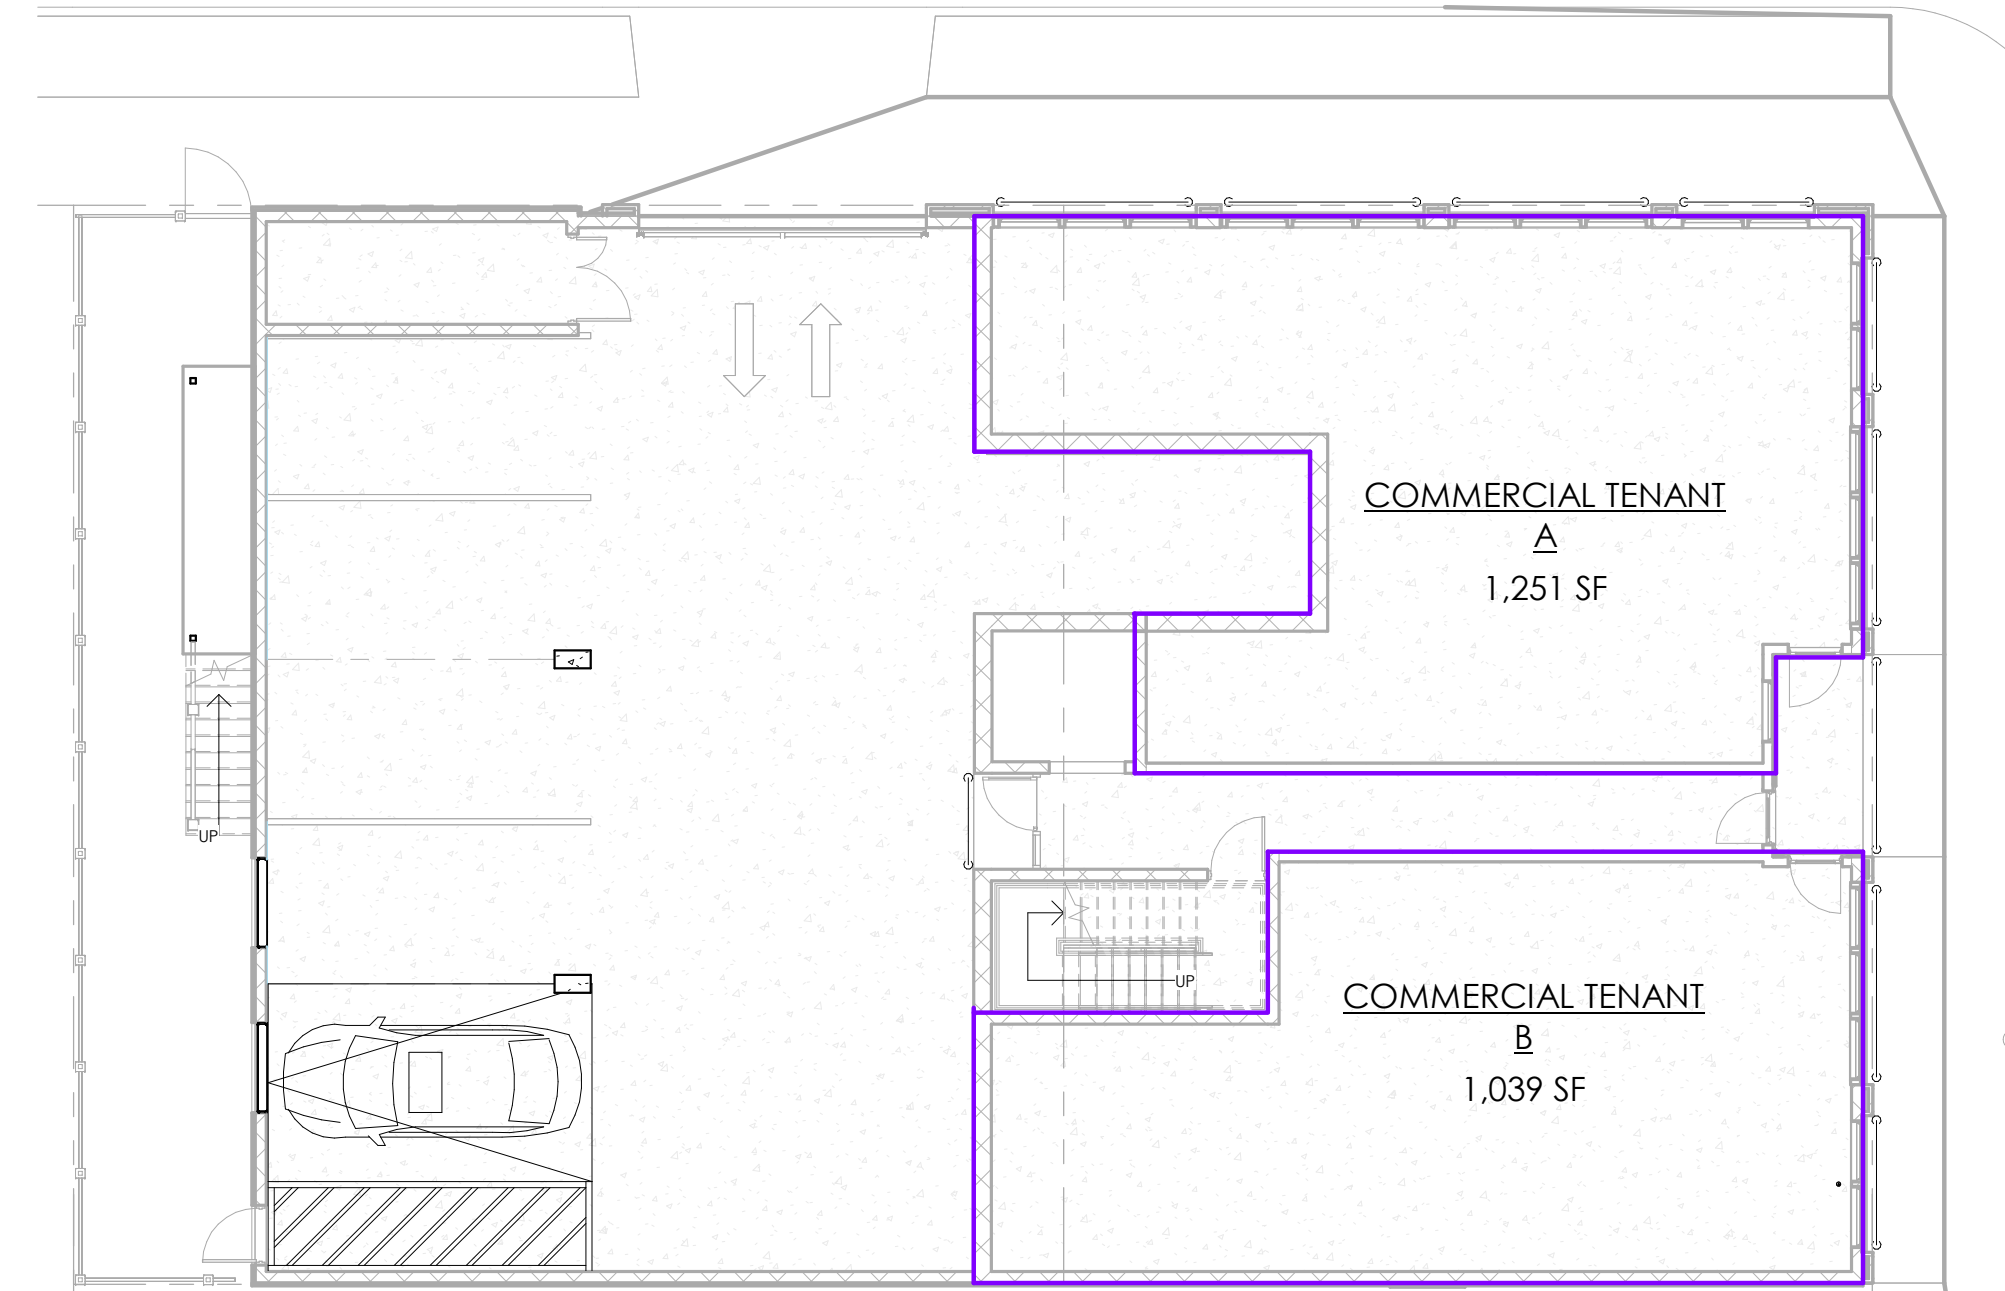 COMMERCIAL TENANT
A
1,251 SF
UP
UP
COMMERCIAL TENANT
B
1,039 SF